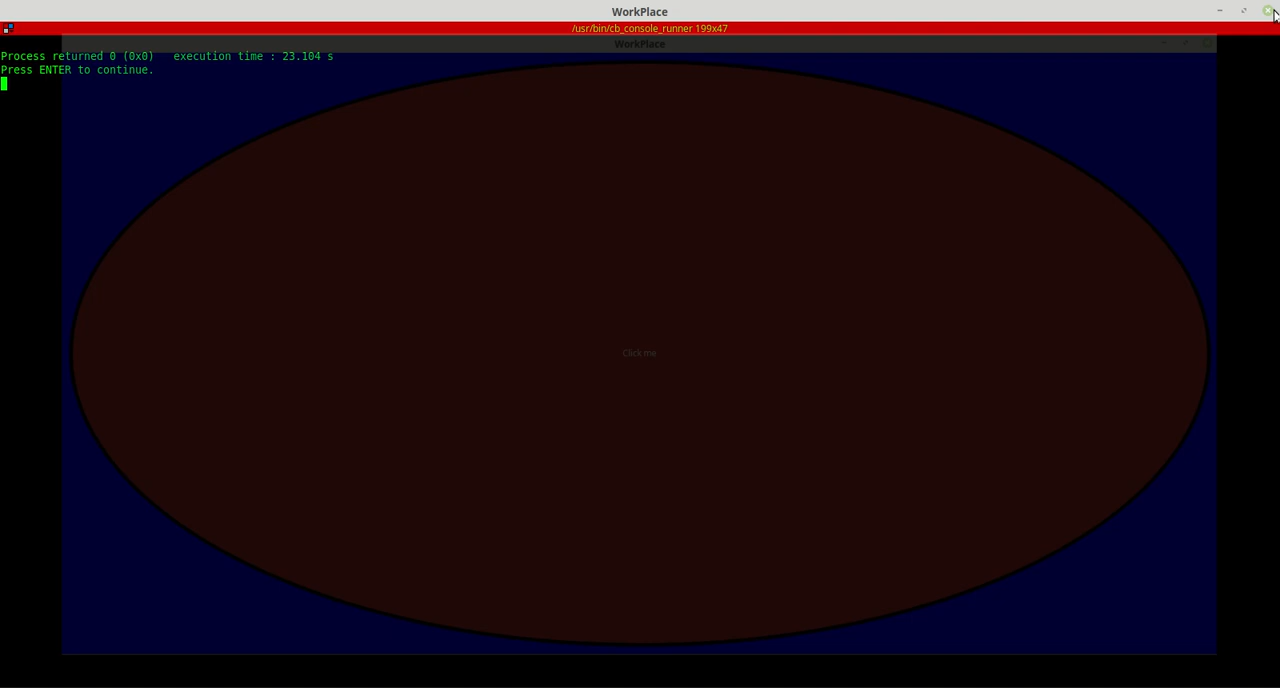 WorkPlace
/usr/bin/cb_console_runner 199x47
WorkPlace
Process returned 0 (0x0)   execution time : 23.104 s
Press ENTER to continue.
Click me